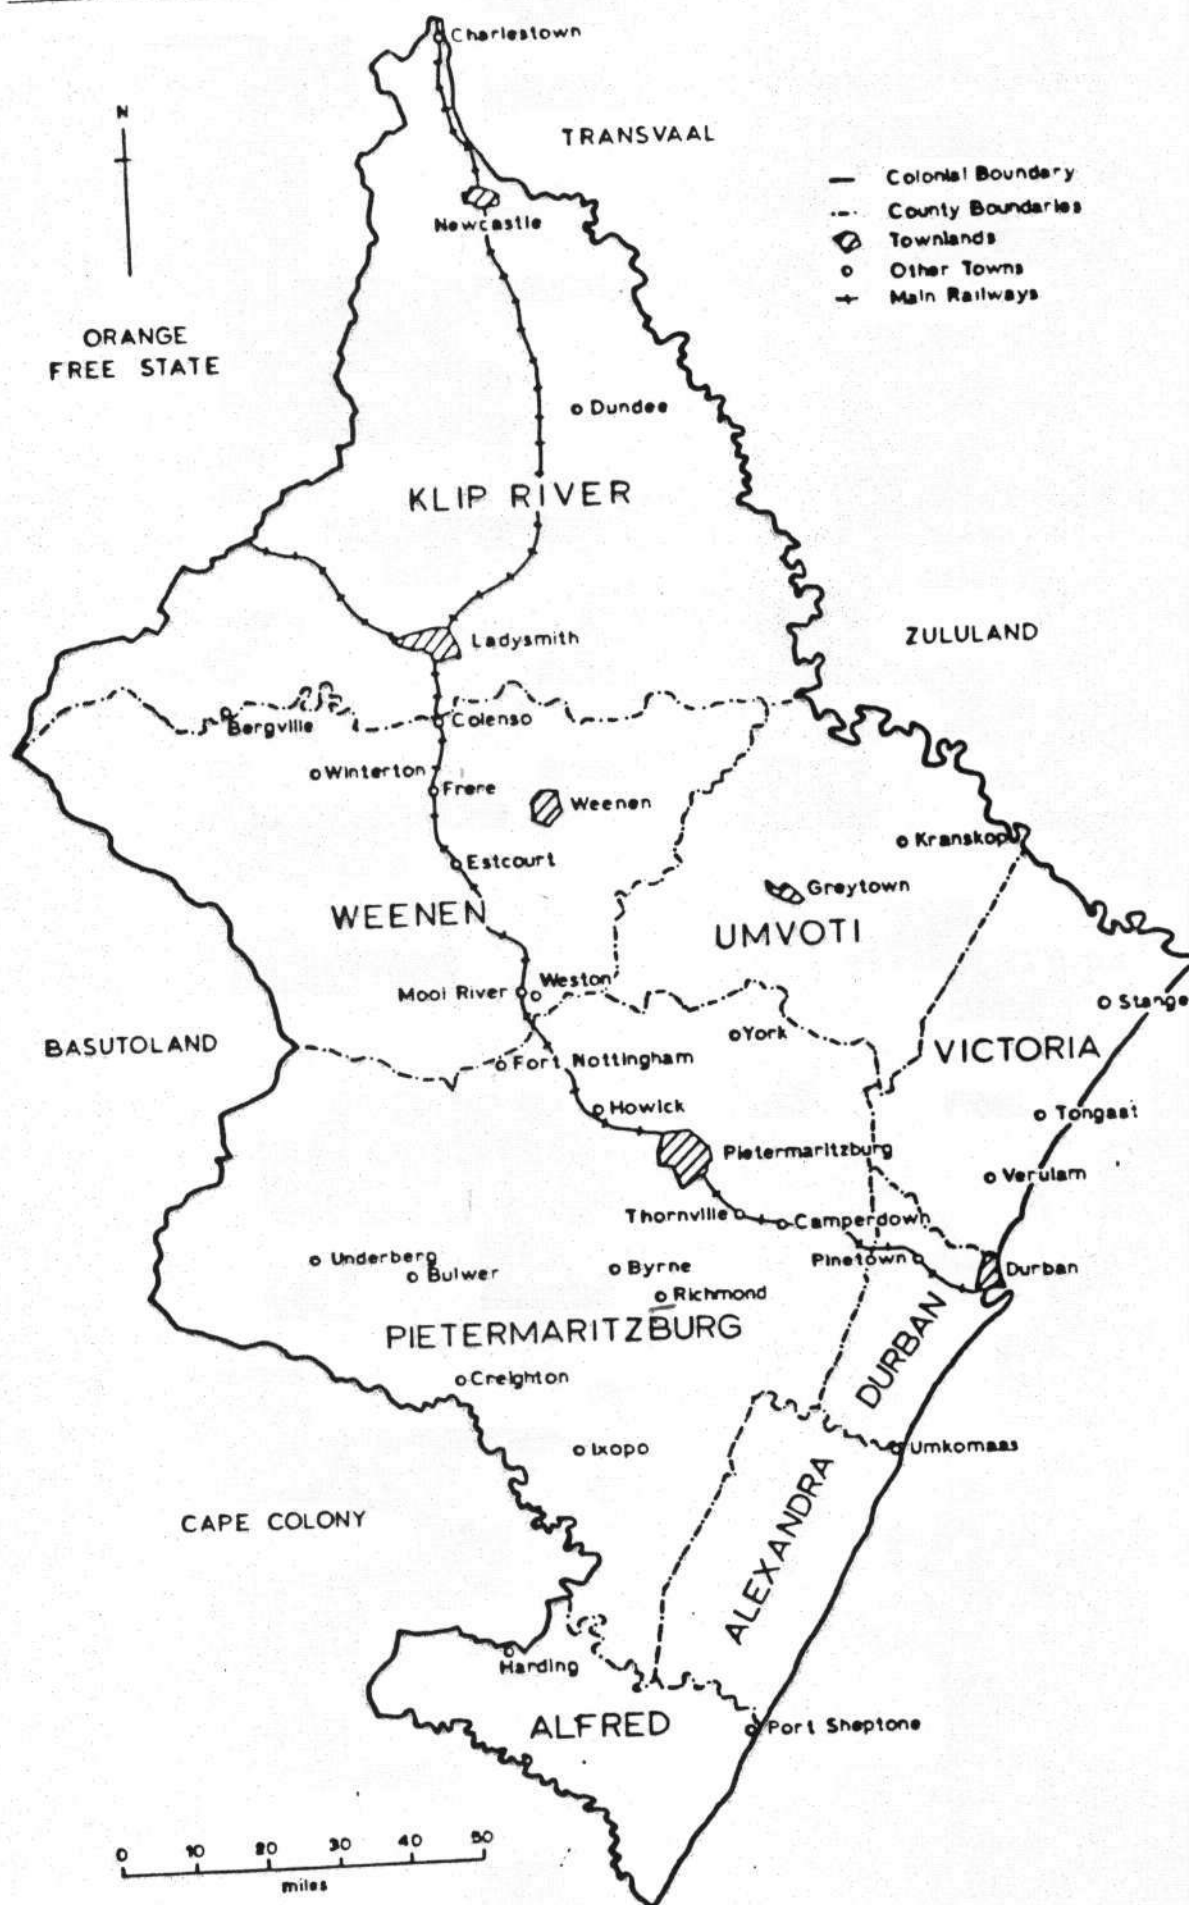 Charlestown
N
TRANSVAAL
Colonial Boundary
County Boundaries
Townlands
Other Towns
Main Railways
Newcastle
ORANGE
FREE STATE
Dundee
KLIP RIVER
Ladysmith
ZULULAND
Bergville
Colenso
Winterton
Frere
Weenen
Kranskop
Estcourt
Greytown
WEENEN
UMVOTI
Weston
Mooi River
Stange
York
BASUTOLAND
VICTORIA
Fort Nottingham
Howick
Tongaat
Pietermaritzburg
Verulam
Thornville
Camperdown
Underberg
Pinetown
Durban
Bulwer
Byrne
Richmond
PIETERMARITZBURG
DURBAN
Creighton
Ixopo
Umkomaas
CAPE COLONY
ALEXANDRA
Harding
ALFRED
Port Sheptone
0 10 20 30 40 50
miles